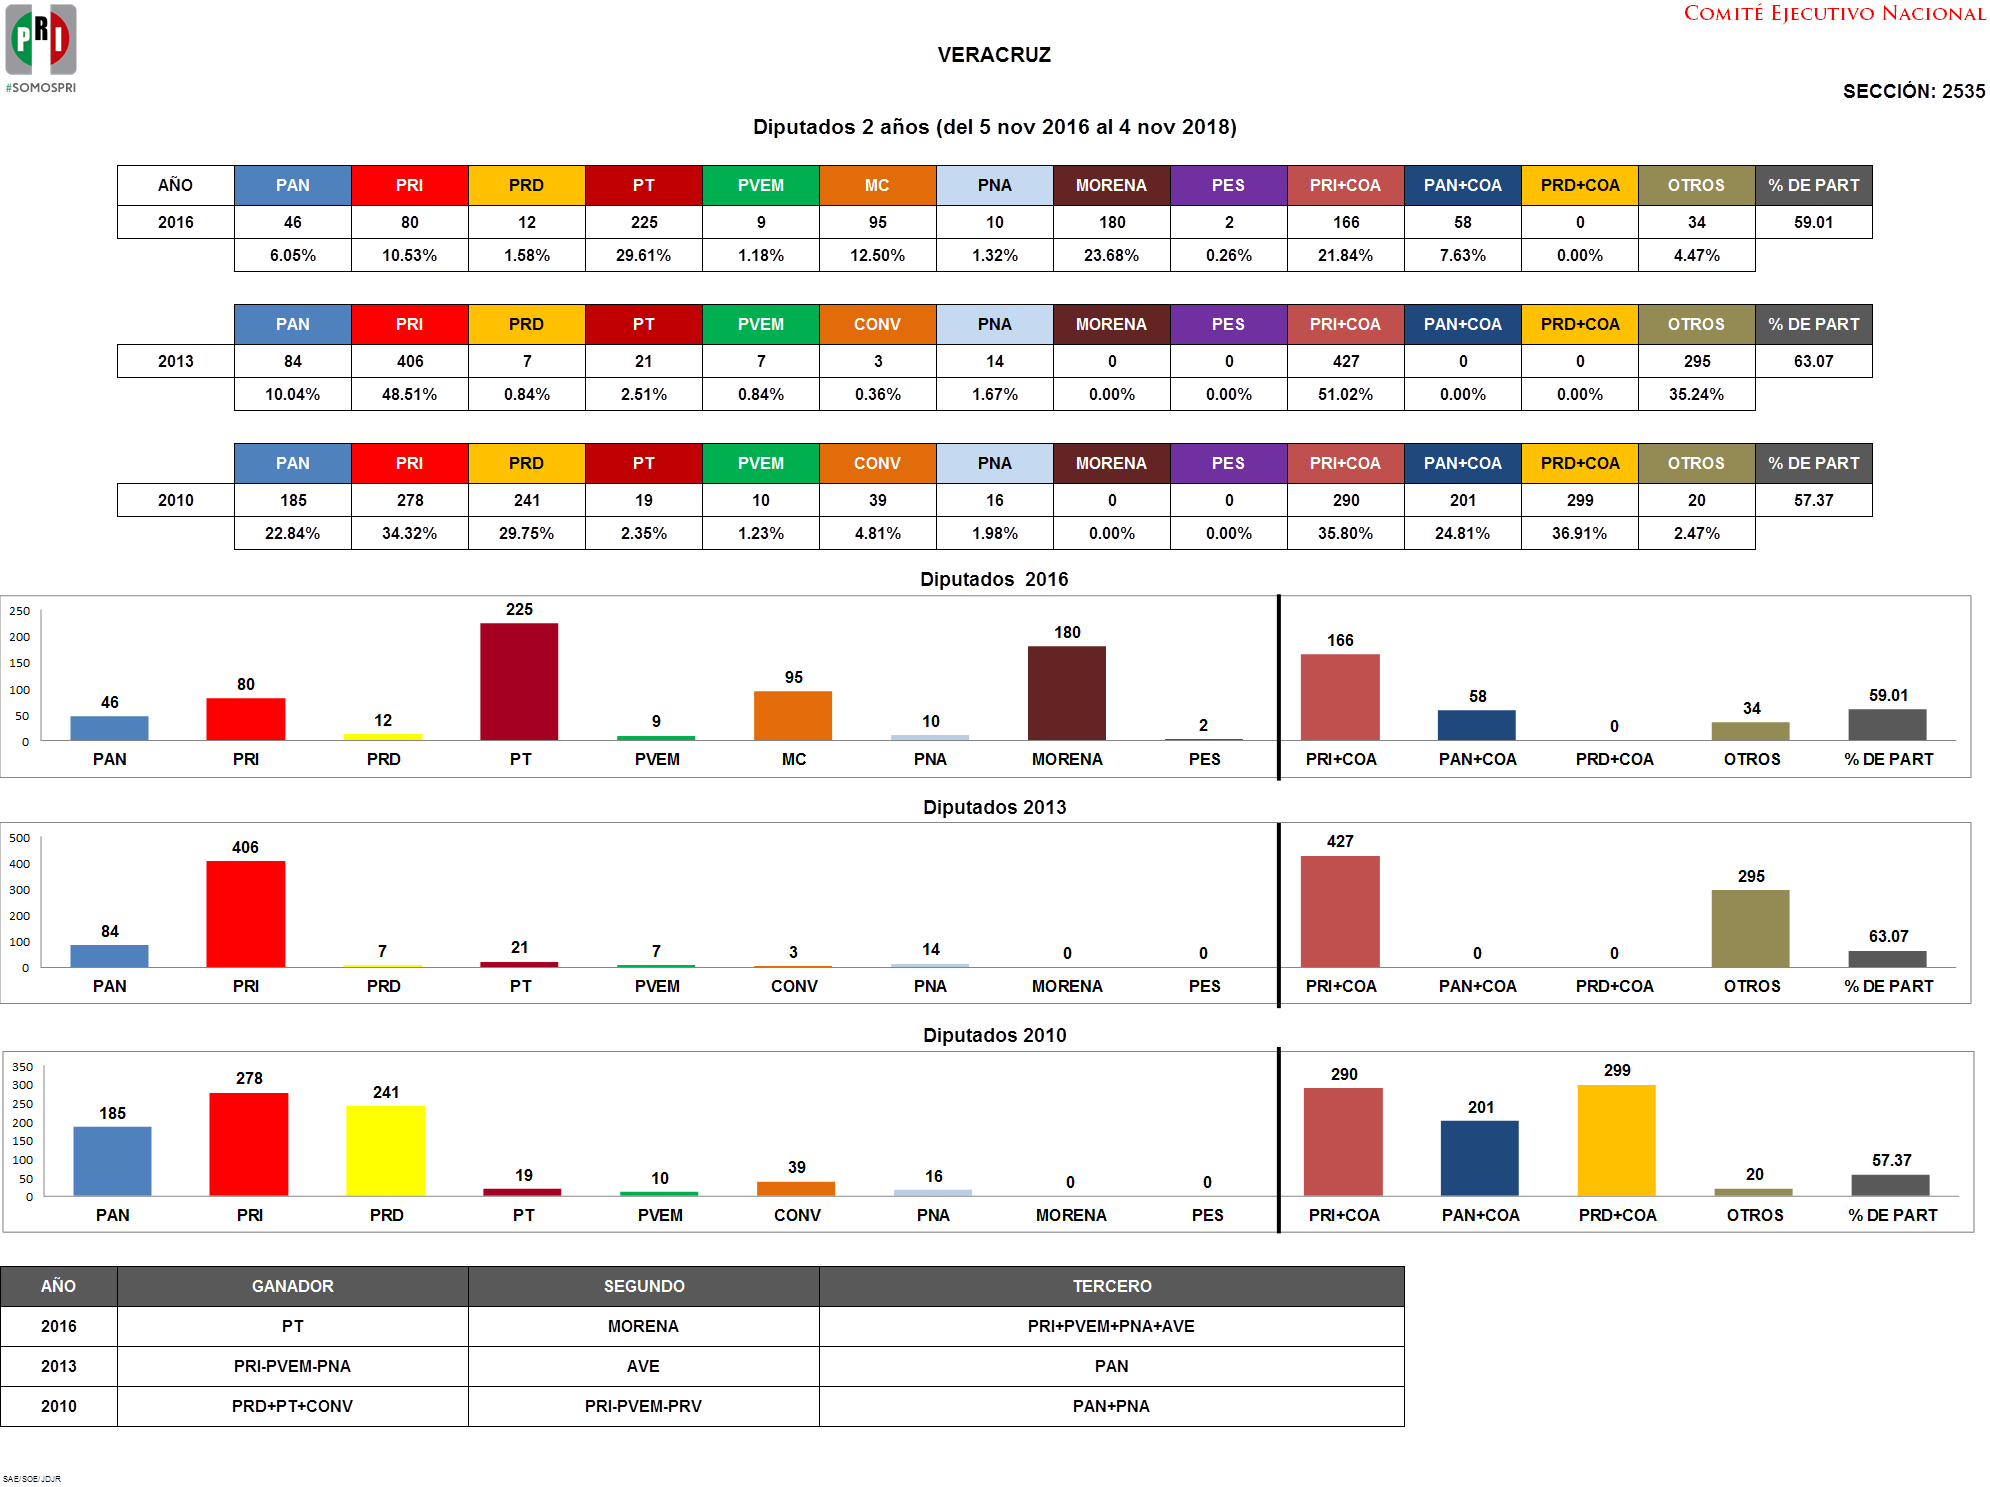 COMITÉ EJECUTIVO NACIONAL
PRI
#SOMOSPRI
VERACRUZ
SECCIÓN: 2535
Diputados 2 años (del 5 nov 2016 al 4 nov 2018)
AÑO PAN PRI PRD PT PVEM MC PNA MORENA PES PRI+COA PAN+COA PRD+COA OTROS % DE PART
2016 46 80 12 225 9 95 10 180 2 166 58 0 34 59.01
6.05% 10.53% 1.58% 29.61% 1.18% 12.50% 1.32% 23.68% 0.26% 21.84% 7.63% 0.00% 4.47%
PAN PRI PRD PT PVEM CONV PNA MORENA PES PRI+COA PAN+COA PRD+COA OTROS % DE PART
2013 84 406 7 21 7 3 14 0 0 427 0 0 295 63.07
10.04% 48.51% 0.84% 2.51% 0.84% 0.36% 1.67% 0.00% 0.00% 51.02% 0.00% 0.00% 35.24%
PAN PRI PRD PT PVEM CONV PNA MORENA PES PRI+COA PAN+COA PRD+COA OTROS % DE PART
2010 185 278 241 19 10 39 16 0 0 290 201 299 20 57.37
22.84% 34.32% 29.75% 2.35% 1.23% 4.81% 1.98% 0.00% 0.00% 35.80% 24.81% 36.91% 2.47%
Diputados  2016
250
200
150
100
50
0
46 80 12 225 9 95 10 180 2 166 58 0 34 59.01
PAN PRI PRD PT PVEM MC PNA MORENA PES PRI+COA PAN+COA PRD+COA OTROS % DE PART
Diputados 2013
500
400
300
200
100
0
84 406 7 21 7 3 14 0 0 427 0 0 295 63.07
PAN PRI PRD PT PVEM CONV PNA MORENA PES PRI+COA PAN+COA PRD+COA OTROS % DE PART
Diputados 2010
350
300
250
200
150
100
50
0
185 278 241 19 10 39 16 0 0 290 201 299 20 57.37
PAN PRI PRD PT PVEM CONV PNA MORENA PES PRI+COA PAN+COA PRD+COA OTROS % DE PART
AÑO GANADOR SEGUNDO TERCERO
2016 PT MORENA PRI+PVEM+PNA+AVE
2013 PRI-PVEM-PNA AVE PAN
2010 PRD+PT+CONV PRI-PVEM-PRV PAN+PNA
SAE/SOE/JDJR